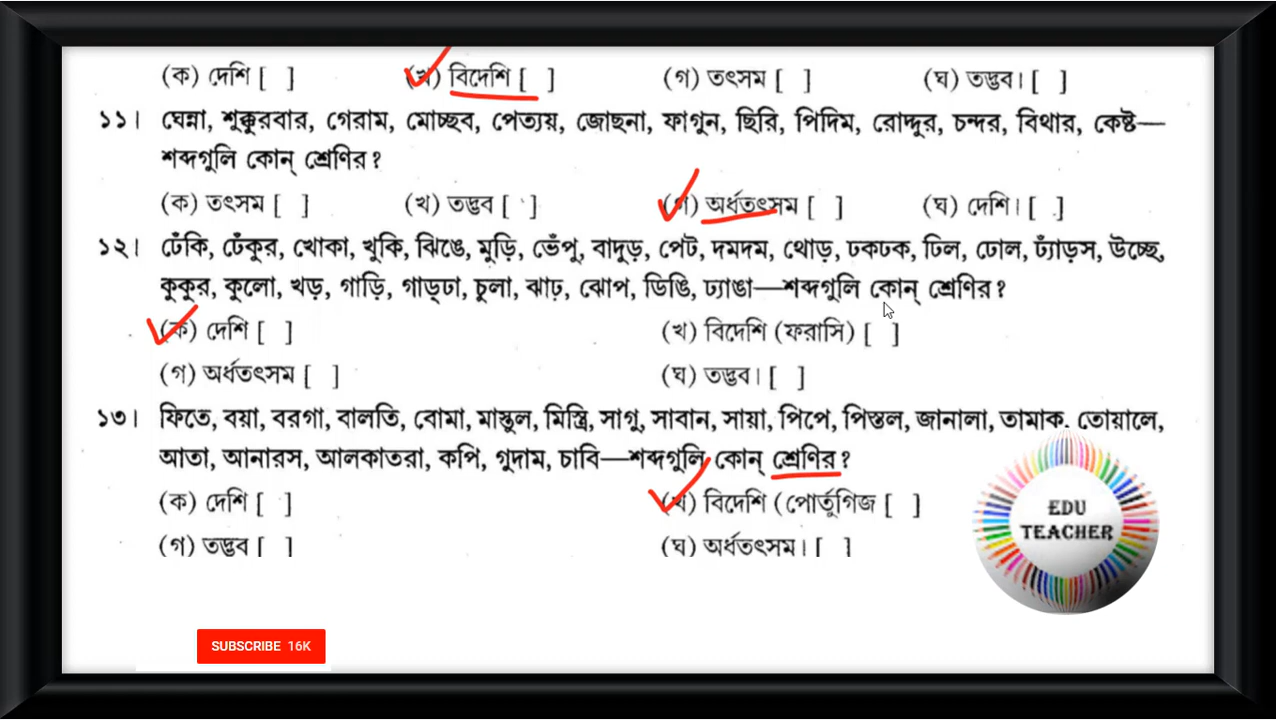 (ক) দেশি [ ] (খ) বিদেশি [ ] (গ) তৎসম [ ] (ঘ) তদ্ভব। [ ]
১১। ঘেন্না, শুক্কুরবার, গেরাম, মোচ্ছব, পেত্যয়, জোছনা, ফাগুন, ছিরি, পিদিম, রোদ্দুর, চন্দর, বিথার, কেষ্ট—
শব্দগুলি কোন্ শ্রেণির?
(ক) তৎসম [ ] (খ) তদ্ভব [ ] (গ) অর্ধতৎসম [ ] (ঘ) দেশি। [ ]
১২। ঢেঁকি, ঢেঁকুর, খোকা, খুকি, ঝিঙে, মুড়ি, ভেঁপু, বাদুড়, পেট, দমদম, থোড়, ঢকঢক, ঢিল, ঢোল, ঢ্যাঁড়স, উচ্ছে,
কুকুর, কুলো, খড়, গাড়ি, গাড্ঢা, চুলা, ঝাঢ়, ঝোপ, ডিঙি, ঢ্যাঙা—শব্দগুলি কোন্ শ্রেণির?
(ক) দেশি [ ] (খ) বিদেশি (ফরাসি) [ ]
(গ) অর্ধতৎসম [ ] (ঘ) তদ্ভব। [ ]
১৩। ফিতে, বয়া, বরগা, বালতি, বোমা, মাস্তুল, মিস্ত্রি, সাগু, সাবান, সায়া, পিপে, পিস্তল, জানালা, তামাক, তোয়ালে,
আতা, আনারস, আলকাতরা, কপি, গুদাম, চাবি—শব্দগুলি কোন্ শ্রেণির?
(ক) দেশি [ ] (খ) বিদেশি (পোর্তুগিজ [ ]
(গ) তদ্ভব [ ] (ঘ) অর্ধতৎসম। [ ]
EDU
TEACHER
SUBSCRIBE 16K